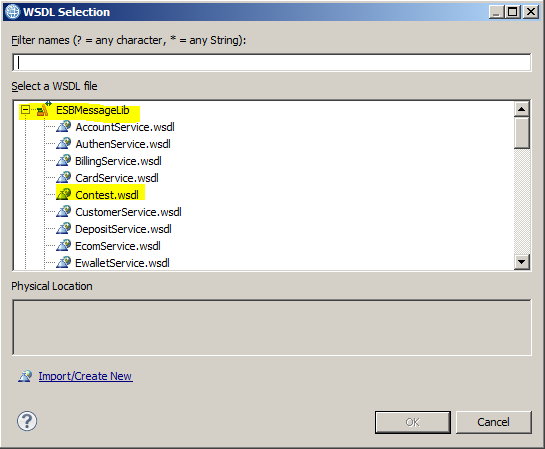 WSDL Selection
Filter names (? = any character, * = any String):
Select a WSDL file
ESBMessageLib
AccountService.wsdl
AuthenService.wsdl
BillingService.wsdl
CardService.wsdl
Contest.wsdl
CustomerService.wsdl
DepositService.wsdl
EcomService.wsdl
EwalletService.wsdl
Physical Location
Import/Create New
?
OK
Cancel